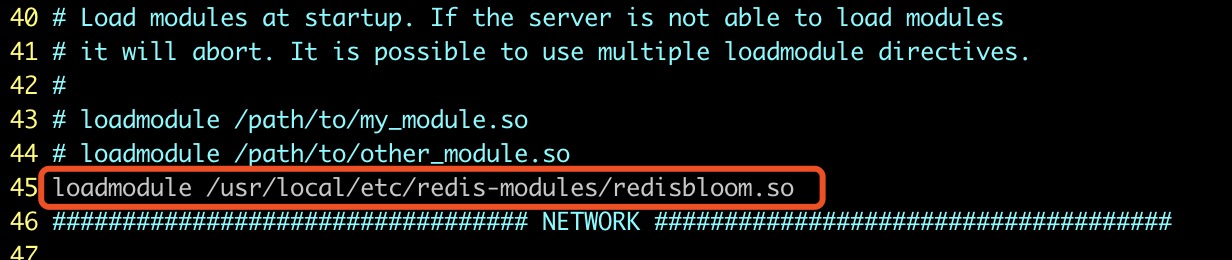 40 # Load modules at startup. If the server is not able to load modules
41 # it will abort. It is possible to use multiple loadmodule directives.
42 #
43 # loadmodule /path/to/my_module.so
44 # loadmodule /path/to/other_module.so
45 loadmodule /usr/local/etc/redis-modules/redisbloom.so
46 ################################## NETWORK #####################################
47